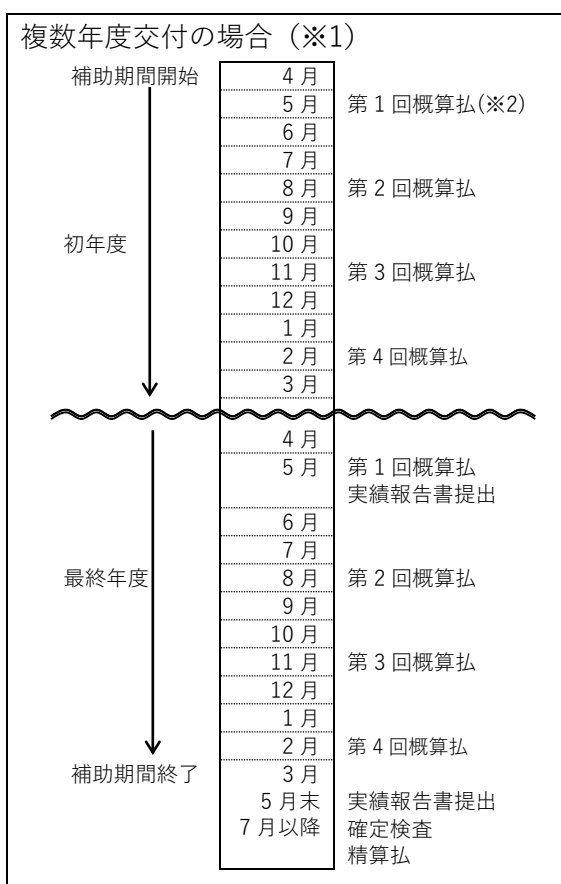 複数年度交付の場合(※1)
補助期間開始 4月
5月 第1回概算払(※2)
6月
7月
8月 第2回概算払
9月
初年度 10月
11月 第3回概算払
12月
1月
2月 第4回概算払
3月
4月
5月 第1回概算払
実績報告書提出
6月
7月
最終年度 8月 第2回概算払
9月
10月
11月 第3回概算払
12月
1月
2月 第4回概算払
補助期間終了 3月
5月末 実績報告書提出
7月以降 確定検査
精算払